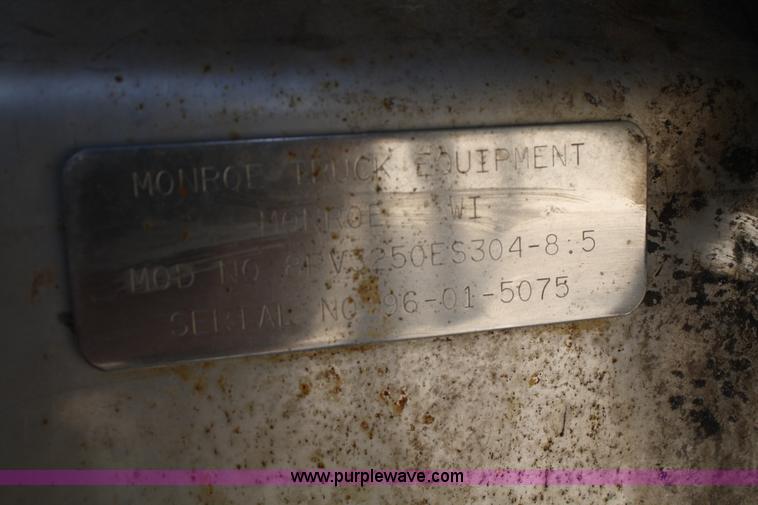 MONROE TRUCK EQUIPMENT
MONROE WI
MOD NO
SERIAL NO 96-01-5075
www.purplewave.com